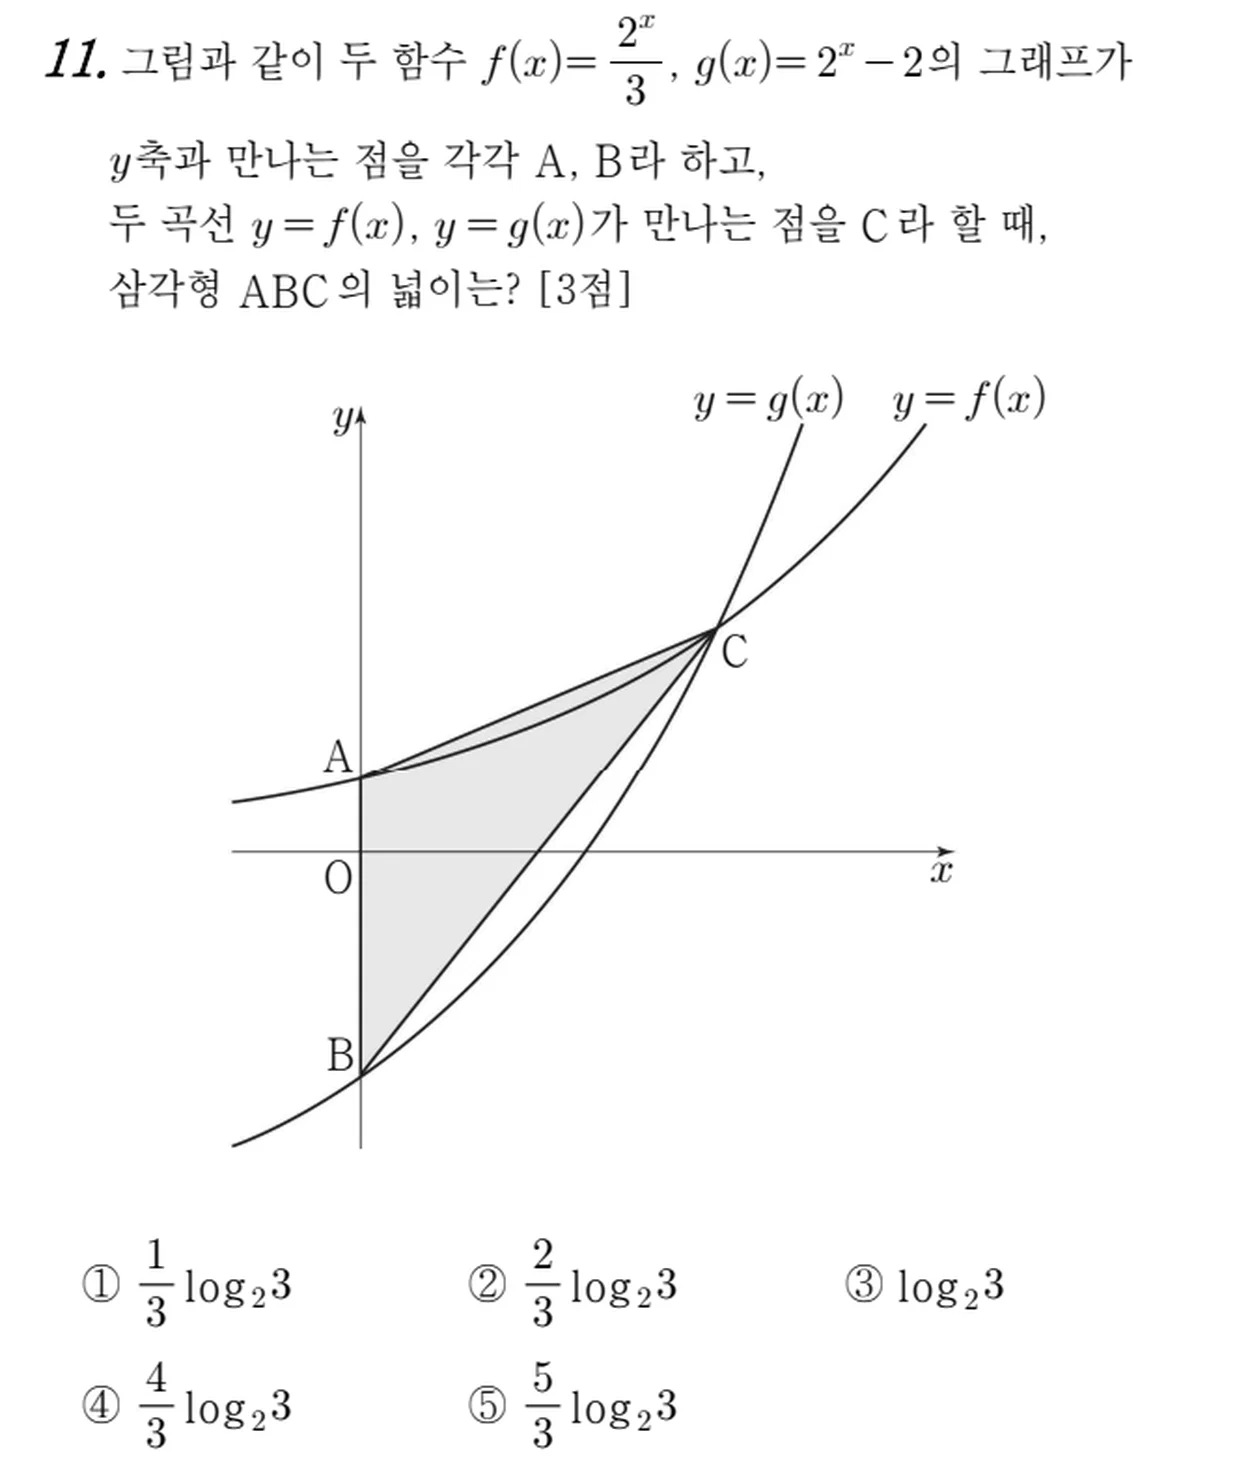 11. 그림과 같이 두 함수 f(x)=2^x/3, g(x)=2^x-2의 그래프가
y축과 만나는 점을 각각 A, B라 하고,
두 곡선 y=f(x), y=g(x)가 만나는 점을 C라 할 때,
삼각형 ABC의 넓이는? [3점]
y=g(x) y=f(x)
y
C
A
O
x
B
① 1/3 log₂3 ② 2/3 log₂3 ③ log₂3
④ 4/3 log₂3 ⑤ 5/3 log₂3